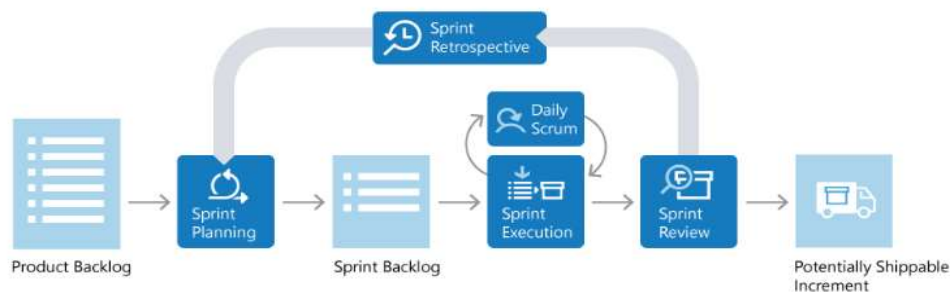 Sprint
Retrospective
Daily
Scrum
Sprint
Planning
Sprint
Execution
Sprint
Review
Product Backlog
Sprint Backlog
Potentially Shippable
Increment